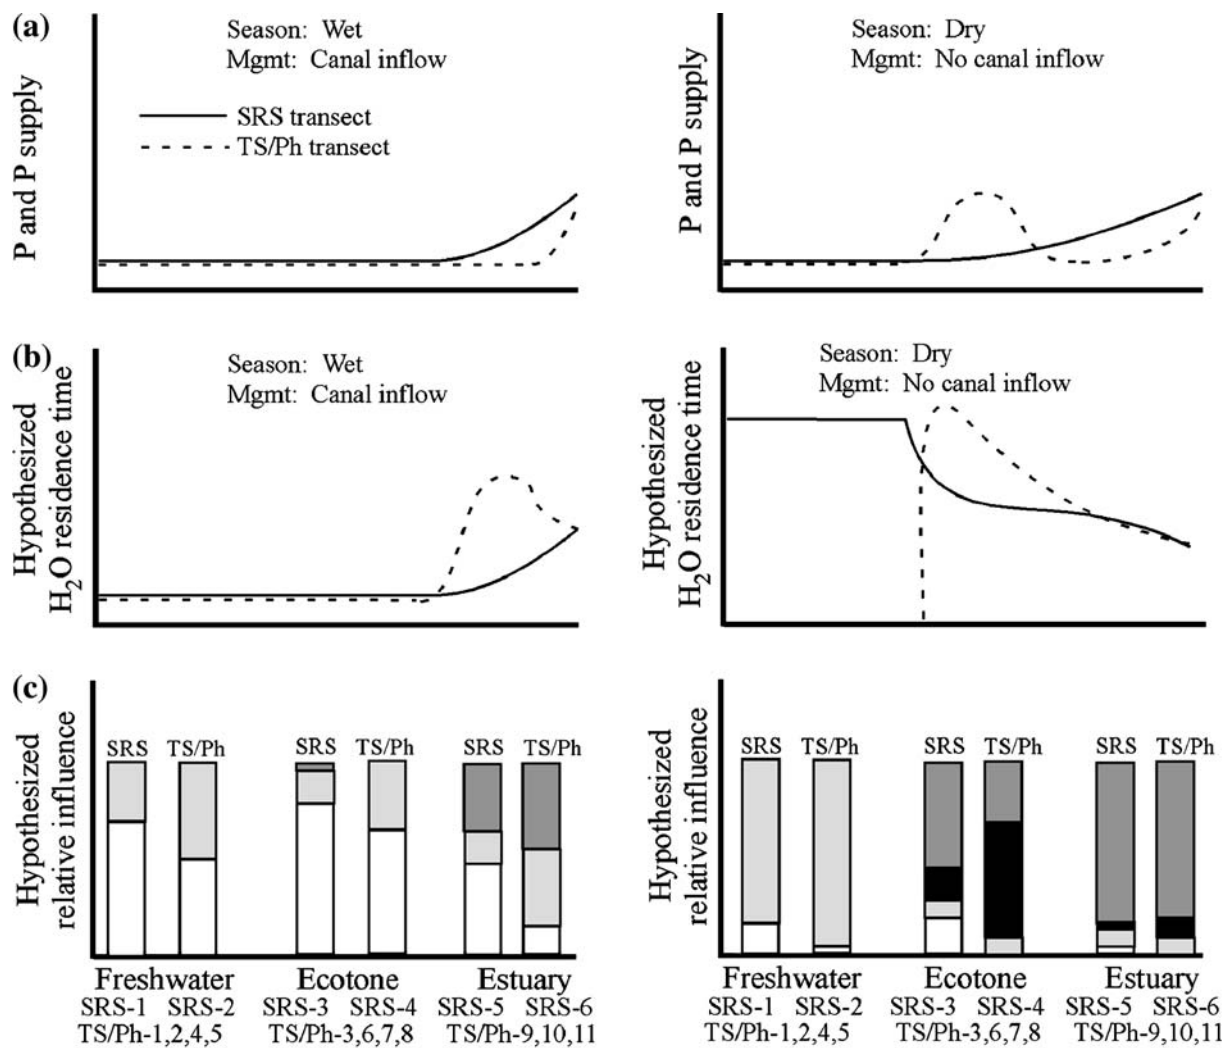 (a)
Season: Wet
Mgmt: Canal inflow
SRS transect
TS/Ph transect
P and P supply
Season: Dry
Mgmt: No canal inflow
P and P supply
(b)
Season: Wet
Mgmt: Canal inflow
Hypothesized
H₂O residence time
Season: Dry
Mgmt: No canal inflow
Hypothesized
H₂O residence time
(c)
Hypothesized
relative influence
SRS TS/Ph SRS TS/Ph SRS TS/Ph
Freshwater Ecotone Estuary
SRS-1 SRS-2 SRS-3 SRS-4 SRS-5 SRS-6
TS/Ph-1,2,4,5 TS/Ph-3,6,7,8 TS/Ph-9,10,11
Hypothesized
relative influence
SRS TS/Ph SRS TS/Ph SRS TS/Ph
Freshwater Ecotone Estuary
SRS-1 SRS-2 SRS-3 SRS-4 SRS-5 SRS-6
TS/Ph-1,2,4,5 TS/Ph-3,6,7,8 TS/Ph-9,10,11